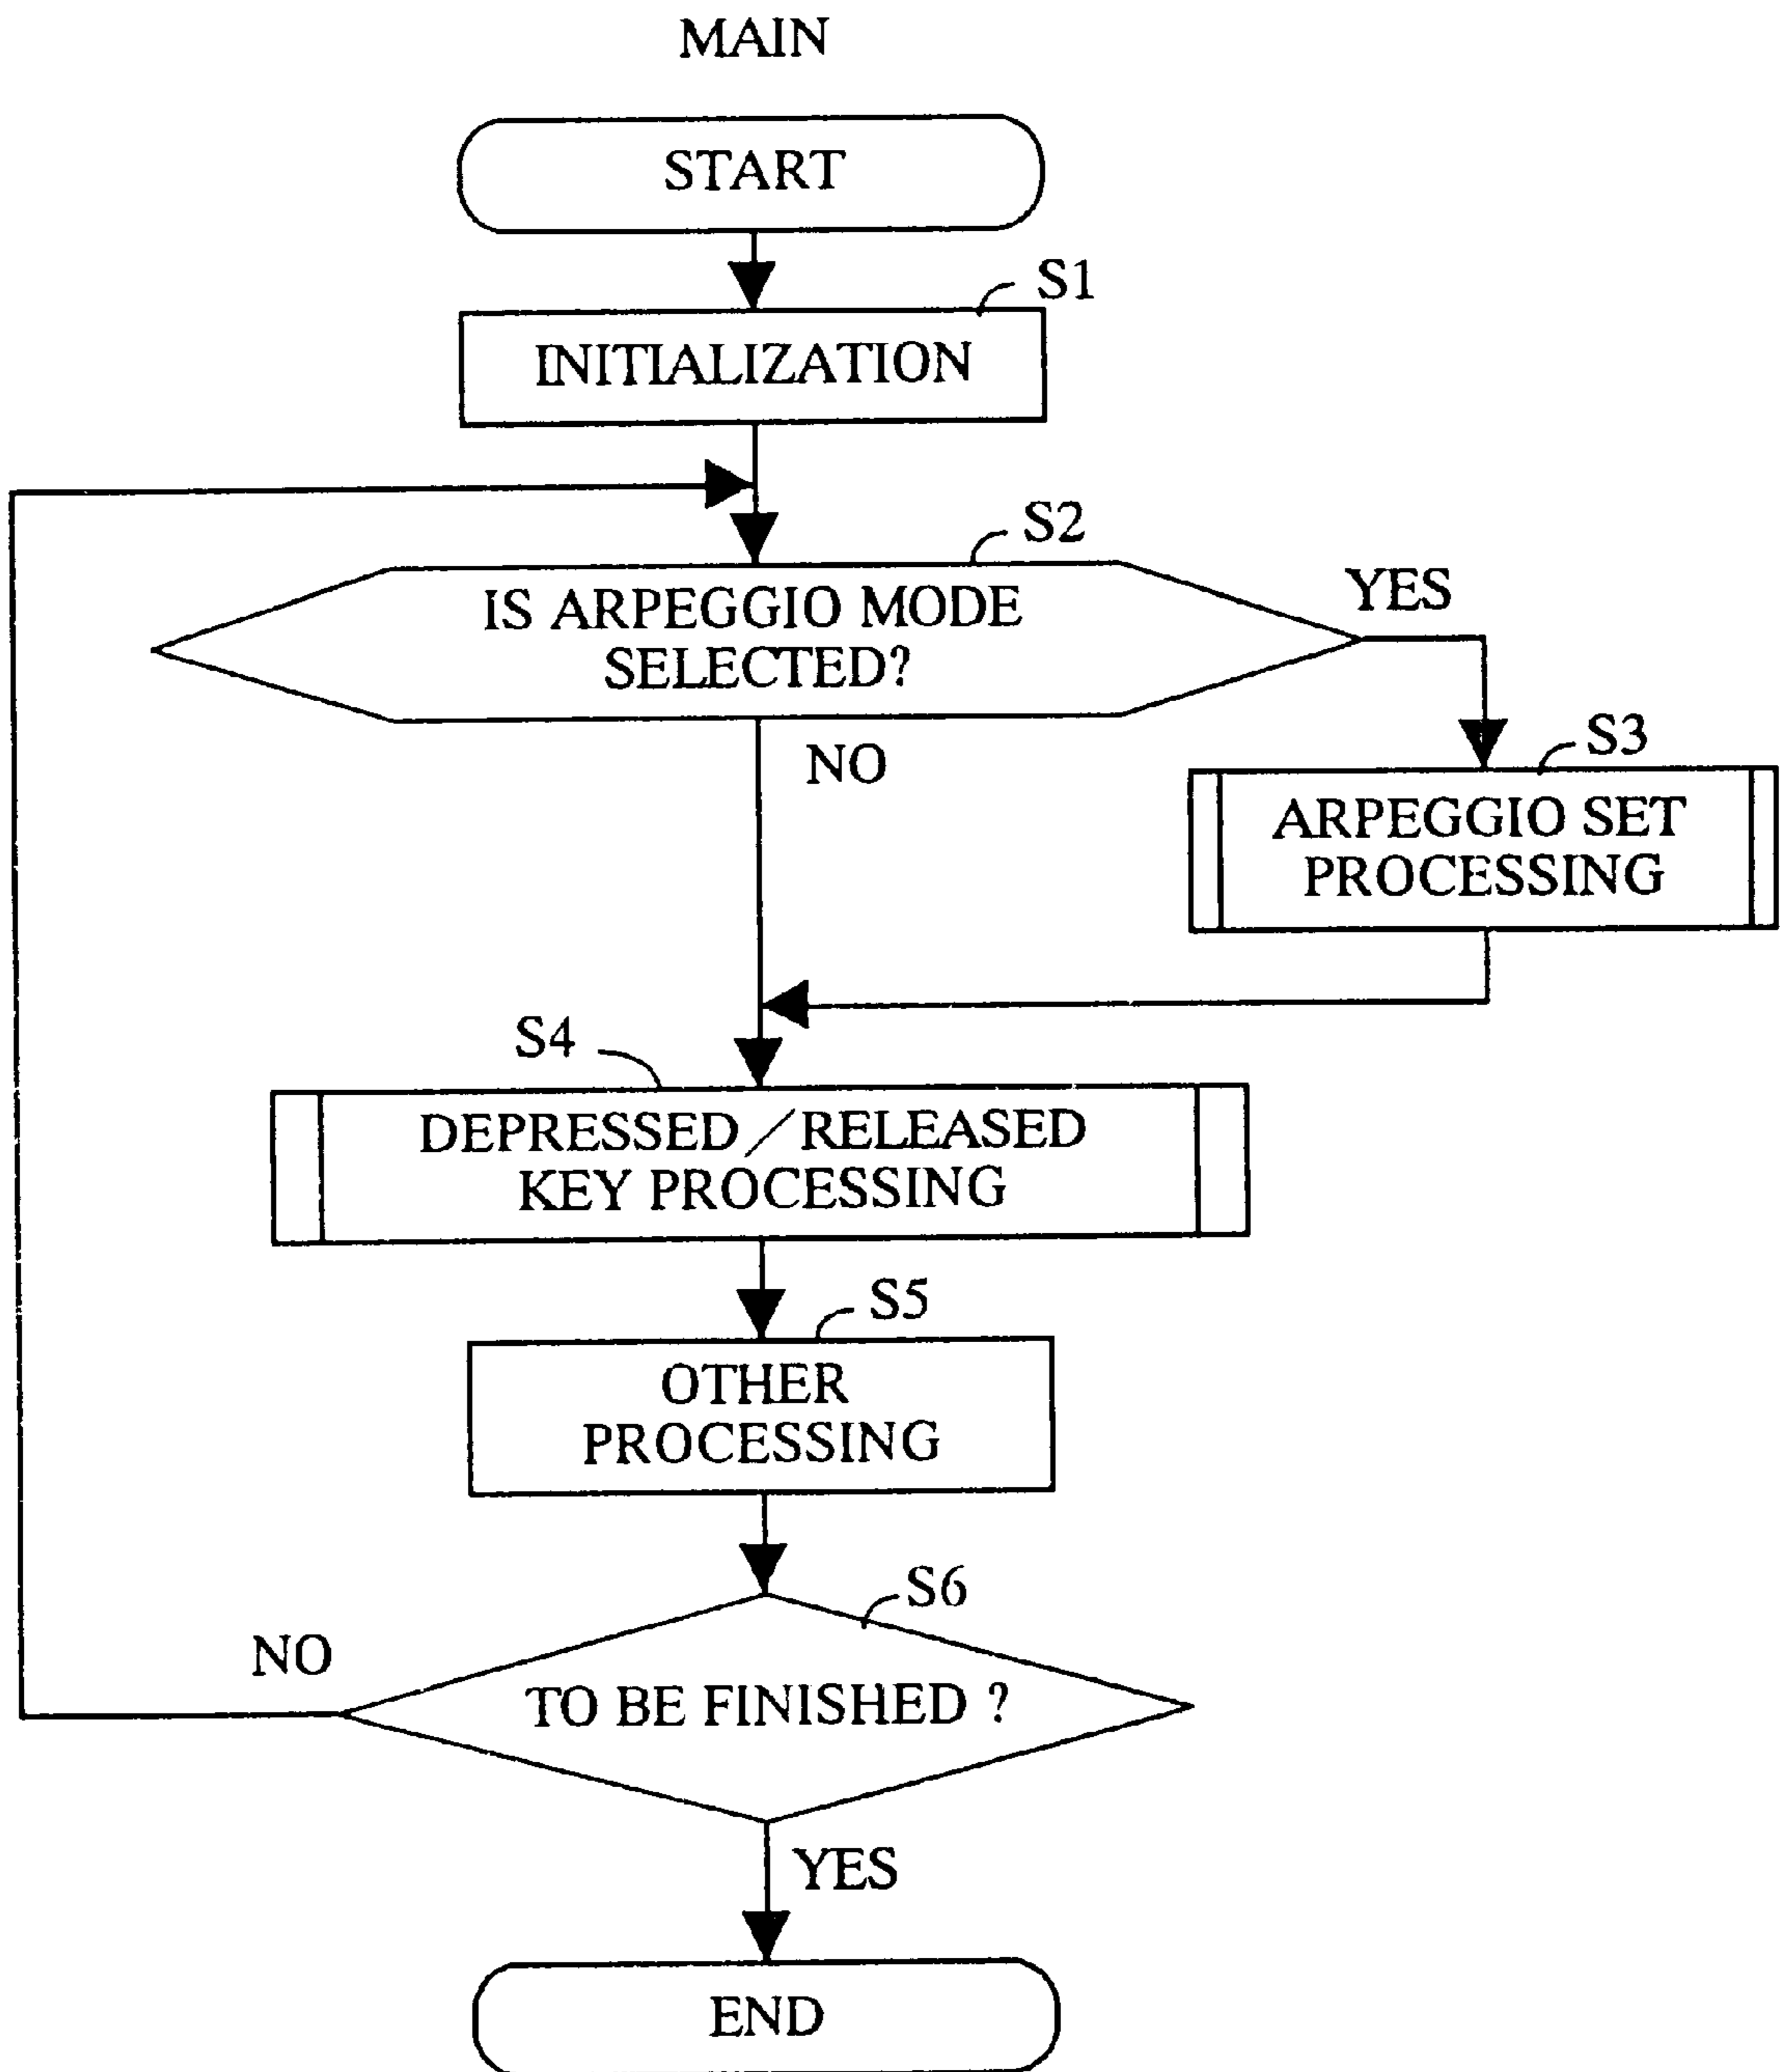 MAIN
START
S1
INITIALIZATION
S2
IS ARPEGGIO MODE
SELECTED?
YES
NO
S3
ARPEGGIO SET
PROCESSING
S4
DEPRESSED/RELEASED
KEY PROCESSING
S5
OTHER
PROCESSING
S6
NO
TO BE FINISHED ?
YES
END